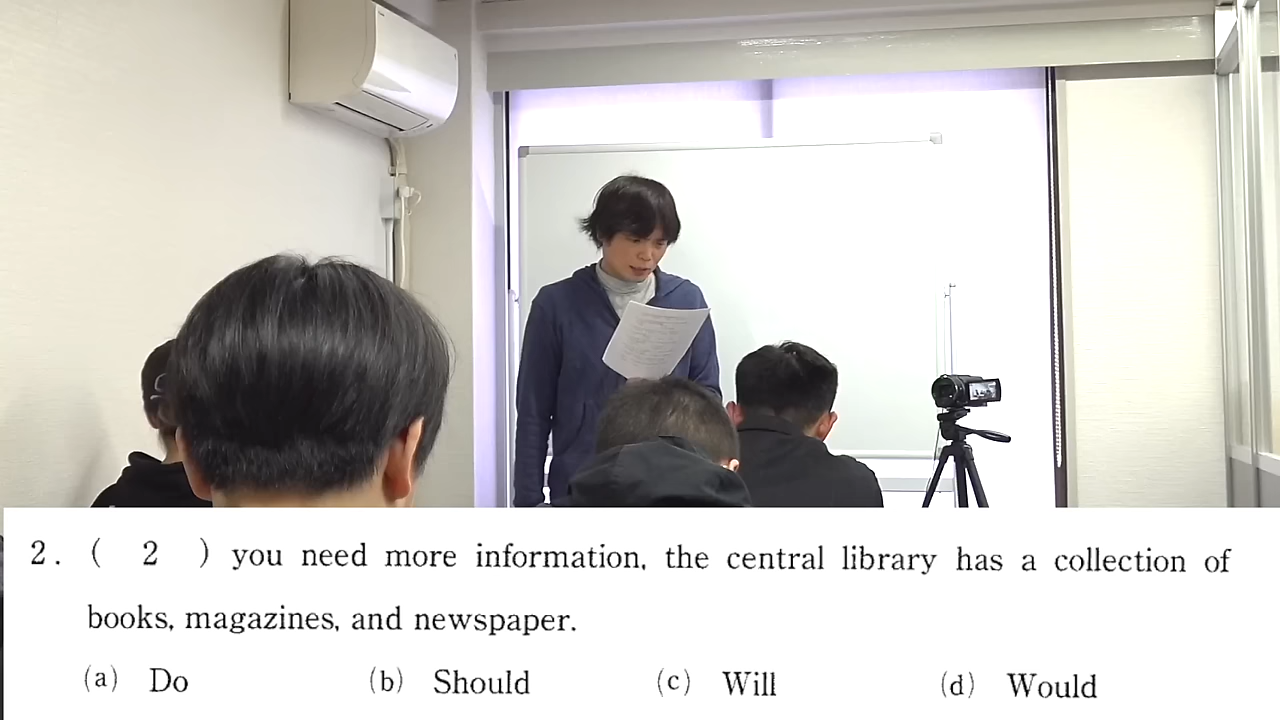 2. ( 2 ) you need more information, the central library has a collection of
books, magazines, and newspaper.
(a) Do (b) Should (c) Will (d) Would